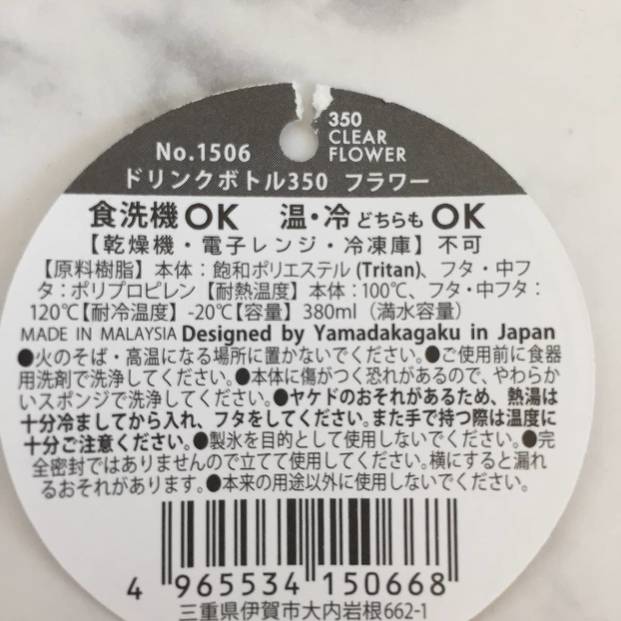 350
CLEAR
FLOWER
No.1506
ドリンクボトル350 フラワー
食洗機OK 温・冷どちらもOK
【乾燥機・電子レンジ・冷凍庫】不可
【原料樹脂】本体：飽和ポリエステル(Tritan)、フタ・中フ
タ：ポリプロピレン【耐熱温度】本体：100℃、フタ・中フタ：
120℃【耐冷温度】-20℃【容量】380ml（満水容量）
MADE IN MALAYSIA Designed by Yamadakagaku in Japan
●火のそば・高温になる場所に置かないでください。●ご使用前に食器
用洗剤で洗浄してください。●本体に傷がつく恐れがあるので、やわらか
いスポンジで洗浄してください。●ヤケドのおそれがあるため、熱湯は
十分冷ましてから入れ、フタをしてください。また手で持つ際は温度に
十分ご注意ください。●製氷を目的として使用しないでください。●完
全密封ではありませんので立てて使用してください。横にすると漏れ
るおそれがあります。●本来の用途以外に使用しないでください。
4 965534 150668
三重県伊賀市大内岩根662-1